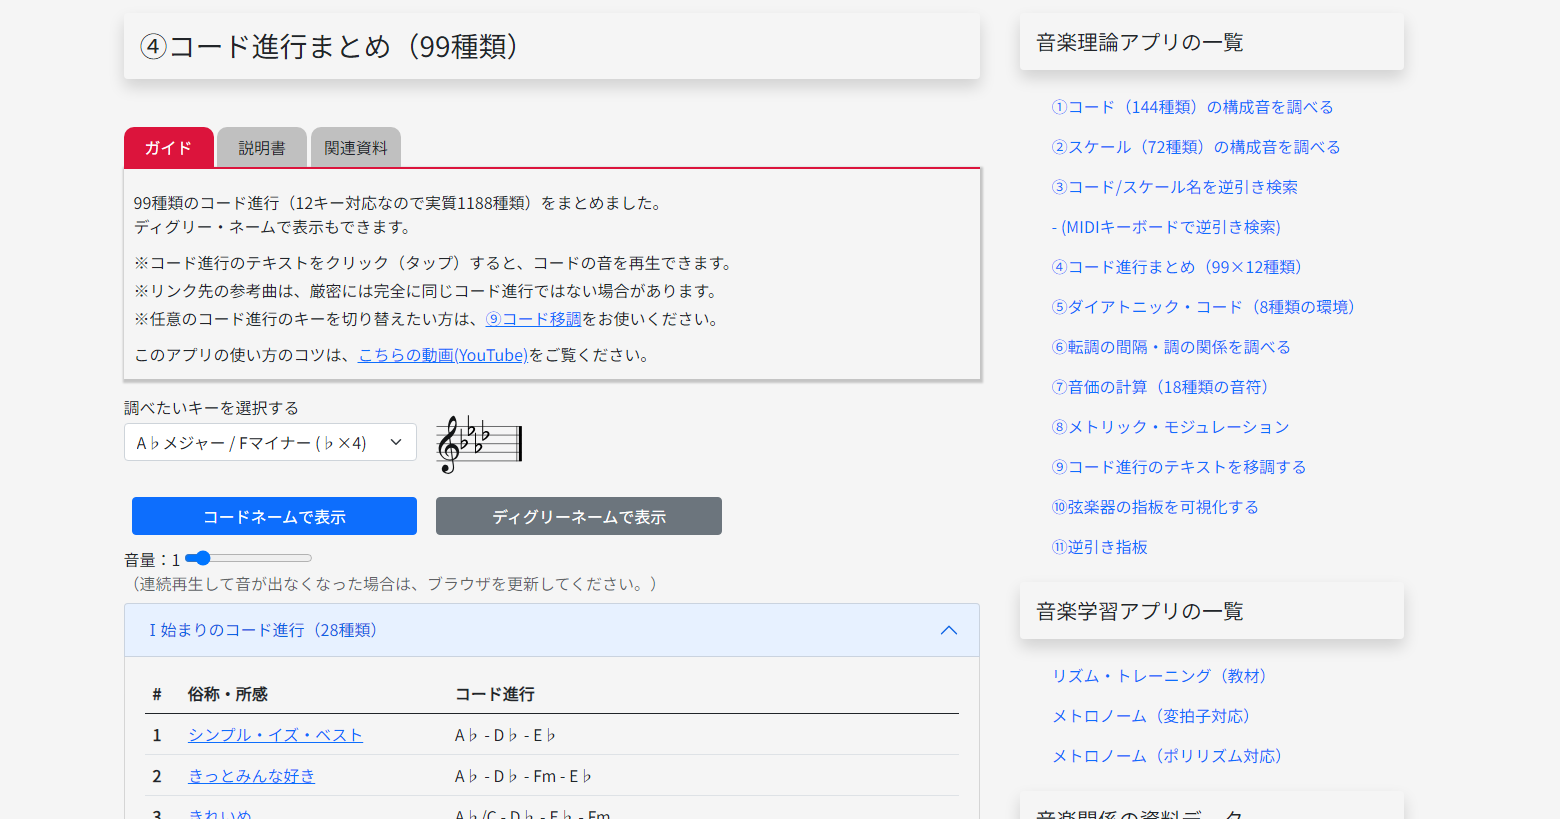 ④コード進行まとめ（99種類）
ガイド
説明書
関連資料
99種類のコード進行（12キー対応なので実質1188種類）をまとめました。
ディグリー・ネームで表示もできます。
※コード進行のテキストをクリック（タップ）すると、コードの音を再生できます。
※リンク先の参考曲は、厳密には完全に同じコード進行ではない場合があります。
※任意のコード進行のキーを切り替えたい方は、⑨コード移調をお使いください。
このアプリの使い方のコツは、こちらの動画(YouTube)をご覧ください。
調べたいキーを選択する
A♭メジャー / Fマイナー (♭×4)
コードネームで表示
ディグリーネームで表示
音量：1
（連続再生して音が出なくなった場合は、ブラウザを更新してください。）
Ⅰ 始まりのコード進行（28種類）
# 俗称・所感 コード進行
1 シンプル・イズ・ベスト A♭ - D♭ - E♭
2 きっとみんな好き A♭ - D♭ - Fm - E♭
3 きれいめ A♭/C - D♭ - E♭ - Fm
音楽理論アプリの一覧
①コード（144種類）の構成音を調べる
②スケール（72種類）の構成音を調べる
③コード/スケール名を逆引き検索
- (MIDIキーボードで逆引き検索)
④コード進行まとめ（99×12種類）
⑤ダイアトニック・コード（8種類の環境）
⑥転調の間隔・調の関係を調べる
⑦音価の計算（18種類の音符）
⑧メトリック・モジュレーション
⑨コード進行のテキストを移調する
⑩弦楽器の指板を可視化する
⑪逆引き指板
音楽学習アプリの一覧
リズム・トレーニング（教材）
メトロノーム（変拍子対応）
メトロノーム（ポリリズム対応）
音楽関係の資料データ